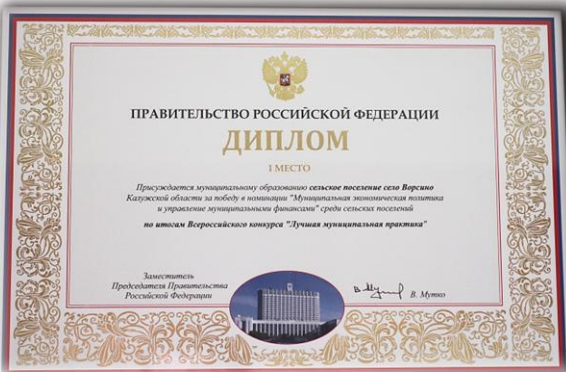 ПРАВИТЕЛЬСТВО РОССИЙСКОЙ ФЕДЕРАЦИИ
ДИПЛОМ
I МЕСТО
Присуждается муниципальному образованию сельское поселение село Ворсино
Калужской области за победу в номинации "Муниципальная экономическая политика
и управление муниципальными финансами" среди сельских поселений
по итогам Всероссийского конкурса "Лучшая муниципальная практика"
Заместитель
Председателя Правительства
Российской Федерации
В. Мутко